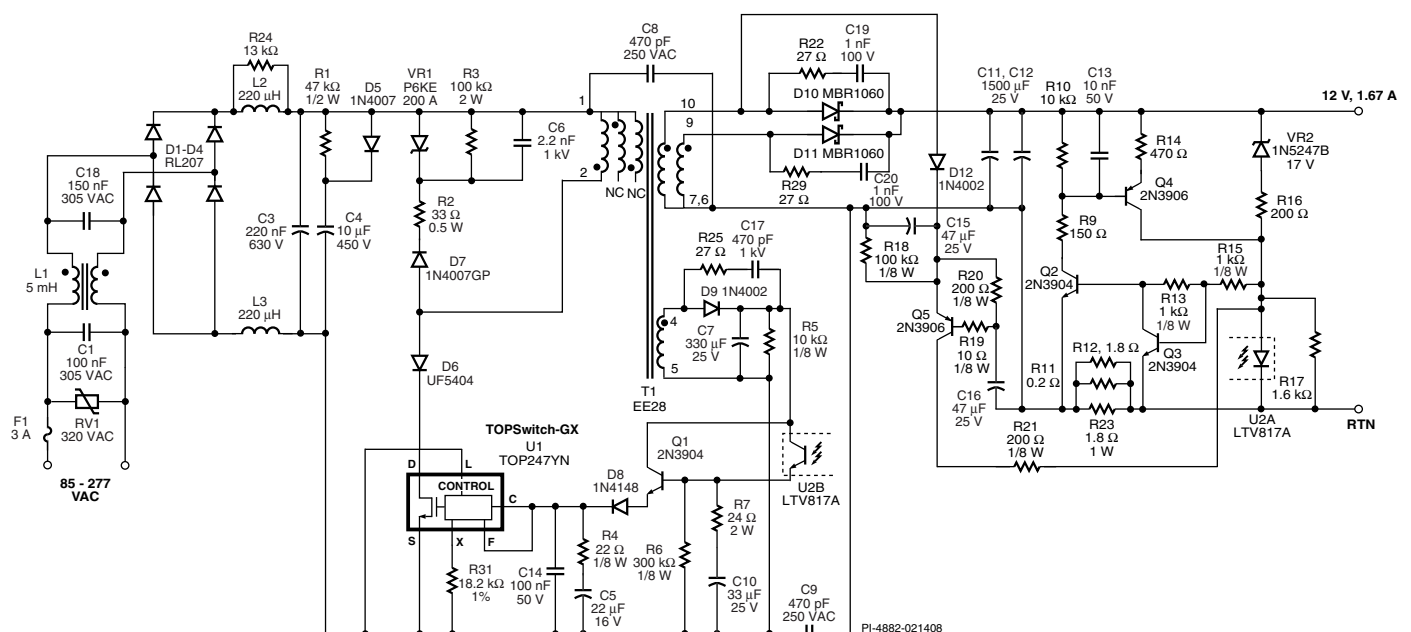 R24
13 kΩ
L2
220 µH
R1
47 kΩ
1/2 W
D5
1N4007
VR1
P6KE
200 A
R3
100 kΩ
2 W
C6
2.2 nF
1 kV
C8
470 pF
250 VAC
1
2
NC NC
10
9
7,6
R22
27 Ω
C19
1 nF
100 V
D10 MBR1060
D11 MBR1060
R29
27 Ω
C20
1 nF
100 V
D12
1N4002
C11, C12
1500 µF
25 V
R10
10 kΩ
C13
10 nF
50 V
R14
470 Ω
Q4
2N3906
12 V, 1.67 A
VR2
1N5247B
17 V
R16
200 Ω
D1-D4
RL207
C18
150 nF
305 VAC
C3
220 nF
630 V
C4
10 µF
450 V
R2
33 Ω
0.5 W
D7
1N4007GP
L1
5 mH
L3
220 µH
C1
100 nF
305 VAC
RV1
320 VAC
F1
3 A
85 - 277
VAC
D6
UF5404
R25
27 Ω
C17
470 pF
1 kV
D9 1N4002
4
5
C7
330 µF
25 V
R5
10 kΩ
1/8 W
T1
EE28
R18
100 kΩ
1/8 W
C15
47 µF
25 V
R20
200 Ω
1/8 W
Q5
2N3906
R19
10 Ω
1/8 W
C16
47 µF
25 V
R9
150 Ω
Q2
2N3904
R15
1 kΩ
1/8 W
R13
1 kΩ
1/8 W
R12, 1.8 Ω
R11
0.2 Ω
Q3
2N3904
R23
1.8 Ω
1 W
R17
1.6 kΩ
U2A
LTV817A
RTN
R21
200 Ω
1/8 W
TOPSwitch-GX
U1
TOP247YN
D
L
CONTROL
C
S
X
F
R31
18.2 kΩ
1%
C14
100 nF
50 V
D8
1N4148
Q1
2N3904
R4
22 Ω
1/8 W
C5
22 µF
16 V
R6
300 kΩ
1/8 W
R7
24 Ω
2 W
C10
33 µF
25 V
U2B
LTV817A
C9
470 pF
250 VAC
PI-4882-021408